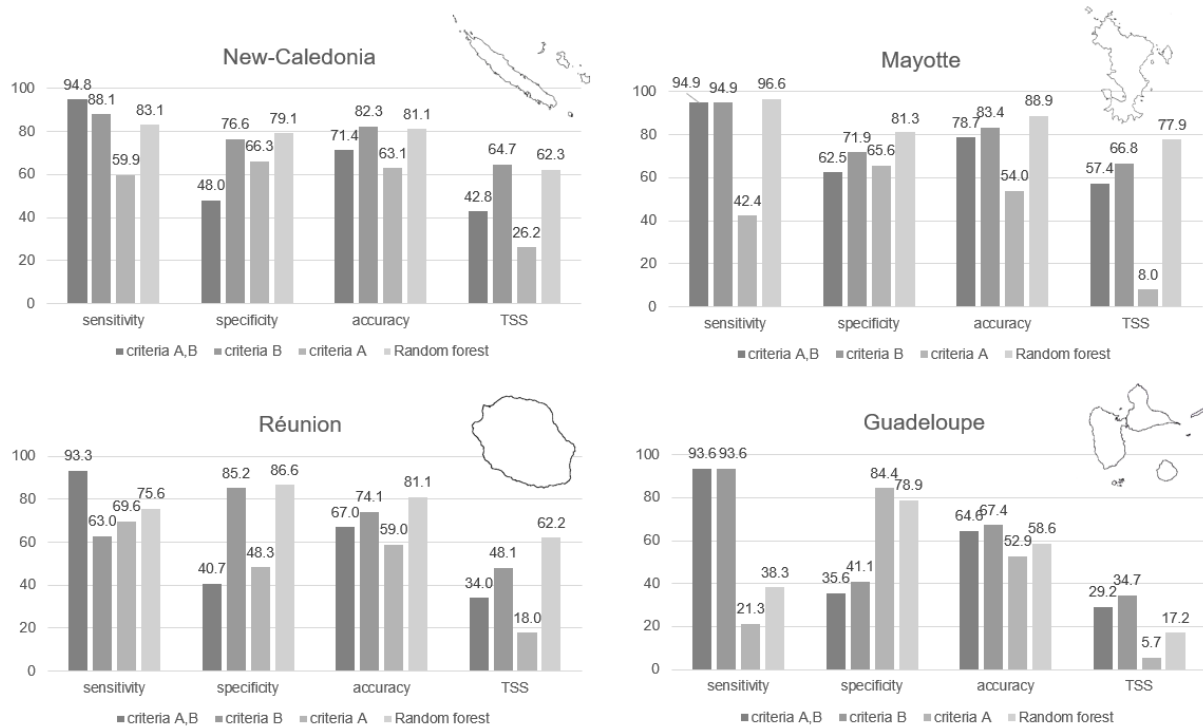 New-Caledonia
94.8 88.1 59.9 83.1 48.0 76.6 66.3 79.1 71.4 82.3 63.1 81.1 42.8 64.7 26.2 62.3
100
80
60
40
20
0
sensitivity specificity accuracy TSS
criteria A,B criteria B criteria A Random forest
Mayotte
94.9 94.9 42.4 96.6 62.5 71.9 65.6 81.3 78.7 83.4 54.0 88.9 57.4 66.8 8.0 77.9
100
80
60
40
20
0
sensitivity specificity accuracy TSS
criteria A,B criteria B criteria A Random forest
Réunion
93.3 63.0 69.6 75.6 40.7 85.2 48.3 86.6 67.0 74.1 59.0 81.1 34.0 48.1 18.0 62.2
100
80
60
40
20
0
sensitivity specificity accuracy TSS
criteria A,B criteria B criteria A Random forest
Guadeloupe
93.6 93.6 21.3 38.3 35.6 41.1 84.4 78.9 64.6 67.4 52.9 58.6 29.2 34.7 5.7 17.2
100
80
60
40
20
0
sensitivity specificity accuracy TSS
criteria A,B criteria B criteria A Random forest